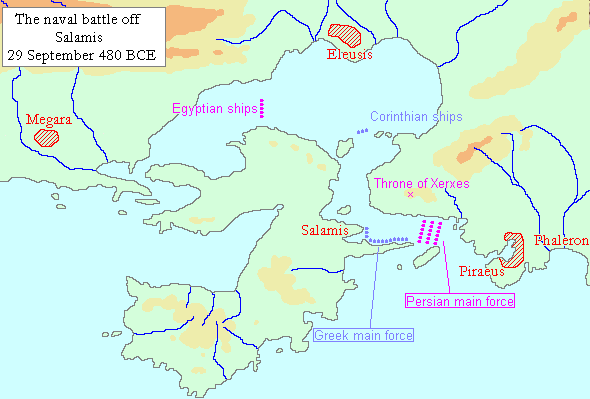 The naval battle off
Salamis
29 September 480 BCE
Eleusis
Egyptian ships
Corinthian ships
Megara
Throne of Xerxes
Salamis
Phaleron
Piraeus
Persian main force
Greek main force